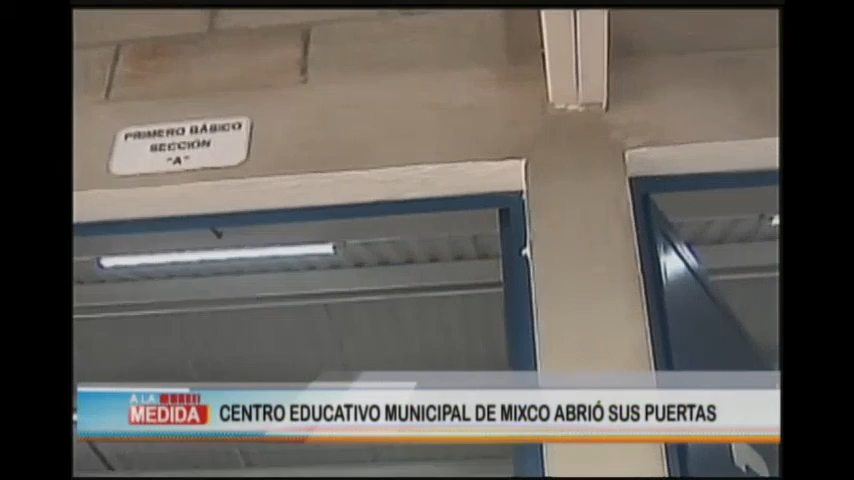 PRIMERO BÁSICO
SECCIÓN
"A"
A LA
MEDIDA
CENTRO EDUCATIVO MUNICIPAL DE MIXCO ABRIÓ SUS PUERTAS